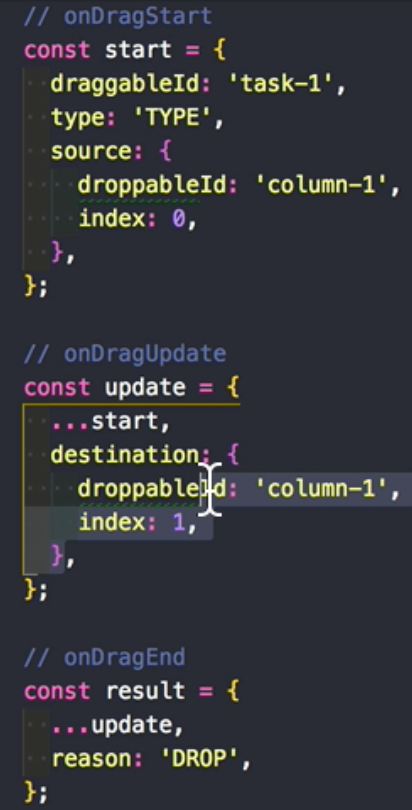 // onDragStart
const start = {
  draggableId: 'task-1',
  type: 'TYPE',
  source: {
    droppableId: 'column-1',
    index: 0,
  },
};

// onDragUpdate
const update = {
  ...start,
  destination: {
    droppableId: 'column-1',
    index: 1,
  },
};

// onDragEnd
const result = {
  ...update,
  reason: 'DROP',
};